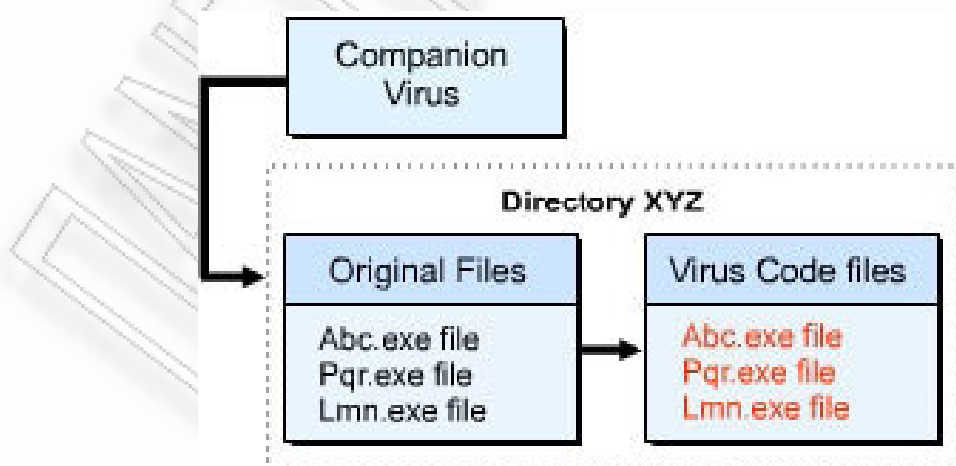 Companion
Virus
Directory XYZ
Original Files
Abc.exe file
Pqr.exe file
Lmn.exe file
Virus Code files
Abc.exe file
Pqr.exe file
Lmn.exe file